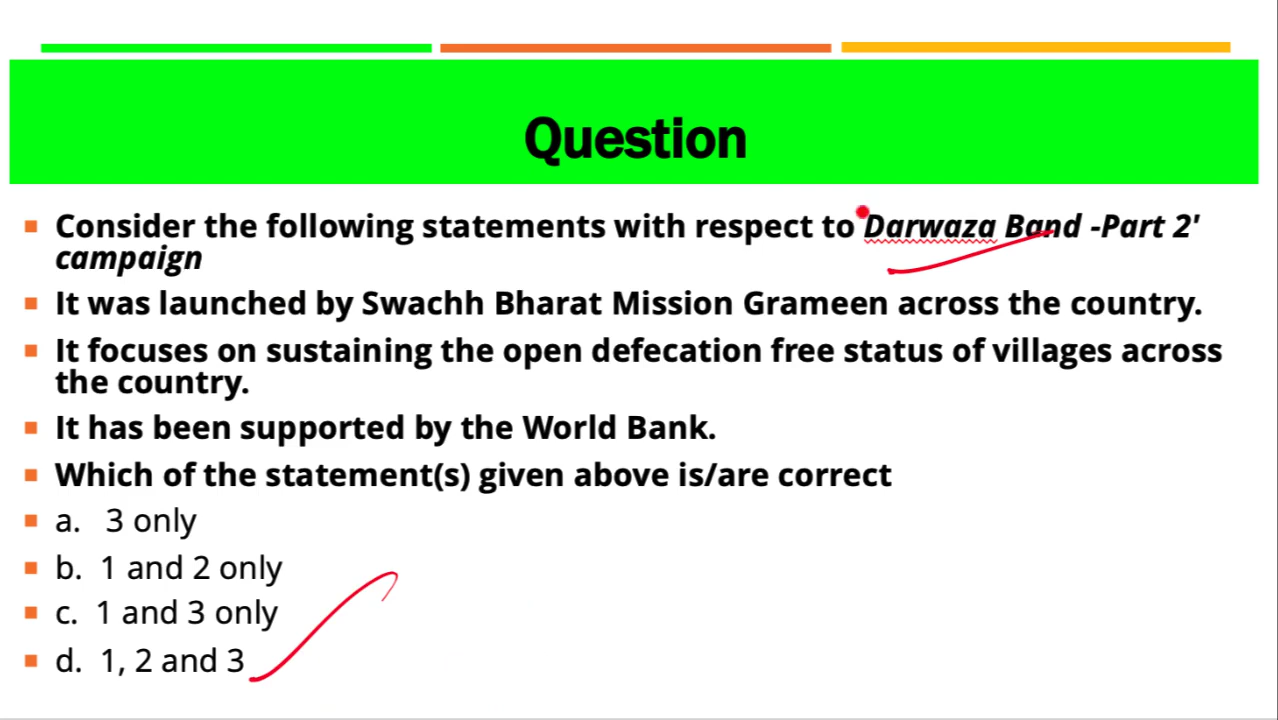 Question
Consider the following statements with respect to 'Darwaza Band -Part 2'
campaign
It was launched by Swachh Bharat Mission Grameen across the country.
It focuses on sustaining the open defecation free status of villages across
the country.
It has been supported by the World Bank.
Which of the statement(s) given above is/are correct
a. 3 only
b. 1 and 2 only
c. 1 and 3 only
d. 1, 2 and 3